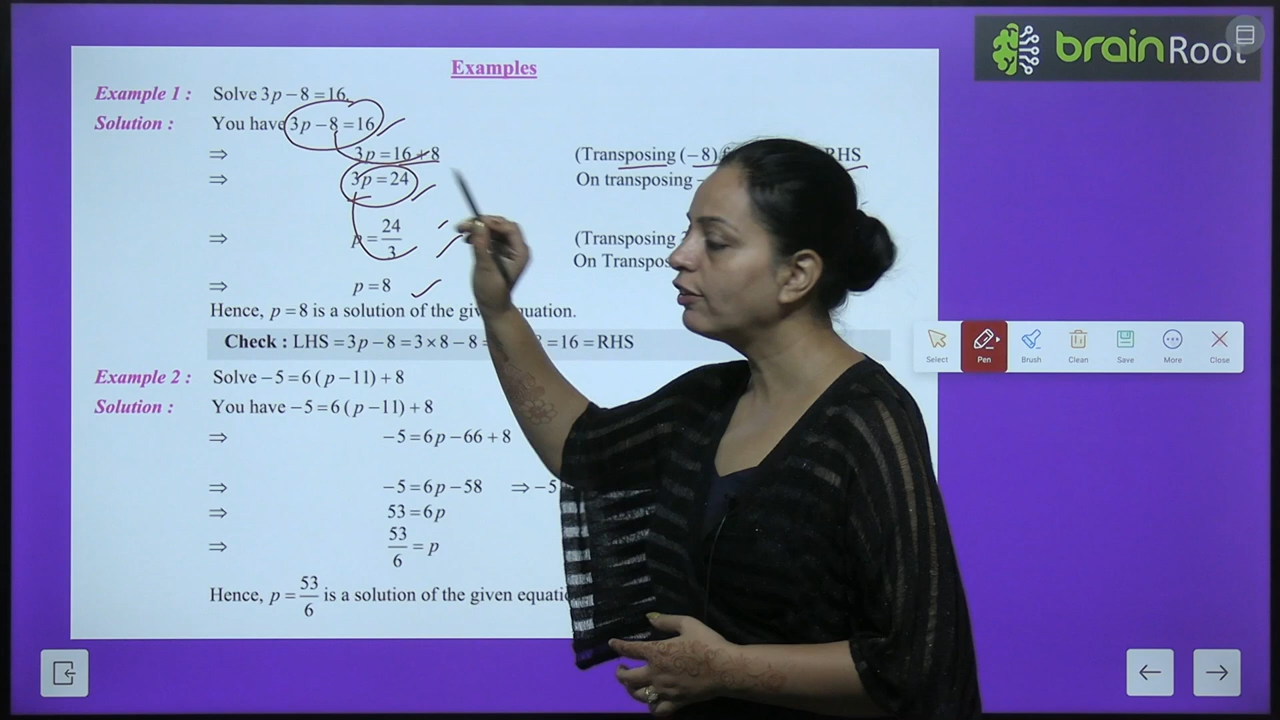 brainRoot
Examples
Example 1 : Solve 3p − 8 = 16.
Solution : You have 3p − 8 = 16
⇒ 3p = 16 + 8 (Transposing (− 8) RHS
⇒ 3p = 24 On transposing −
⇒ p = 24/3 (Transposing
On Transpos
⇒ p = 8
Hence, p = 8 is a solution of the given equation.
Check : LHS = 3p − 8 = 3 × 8 − 8 = 8 = 16 = RHS
Example 2 : Solve − 5 = 6 ( p − 11) + 8
Solution : You have − 5 = 6 ( p − 11) + 8
⇒ − 5 = 6p − 66 + 8
⇒ − 5 = 6p − 58 ⇒ − 5
⇒ 53 = 6p
⇒ 53/6 = p
Hence, p = 53/6 is a solution of the given
Select Pen Brush Clean Save More Close